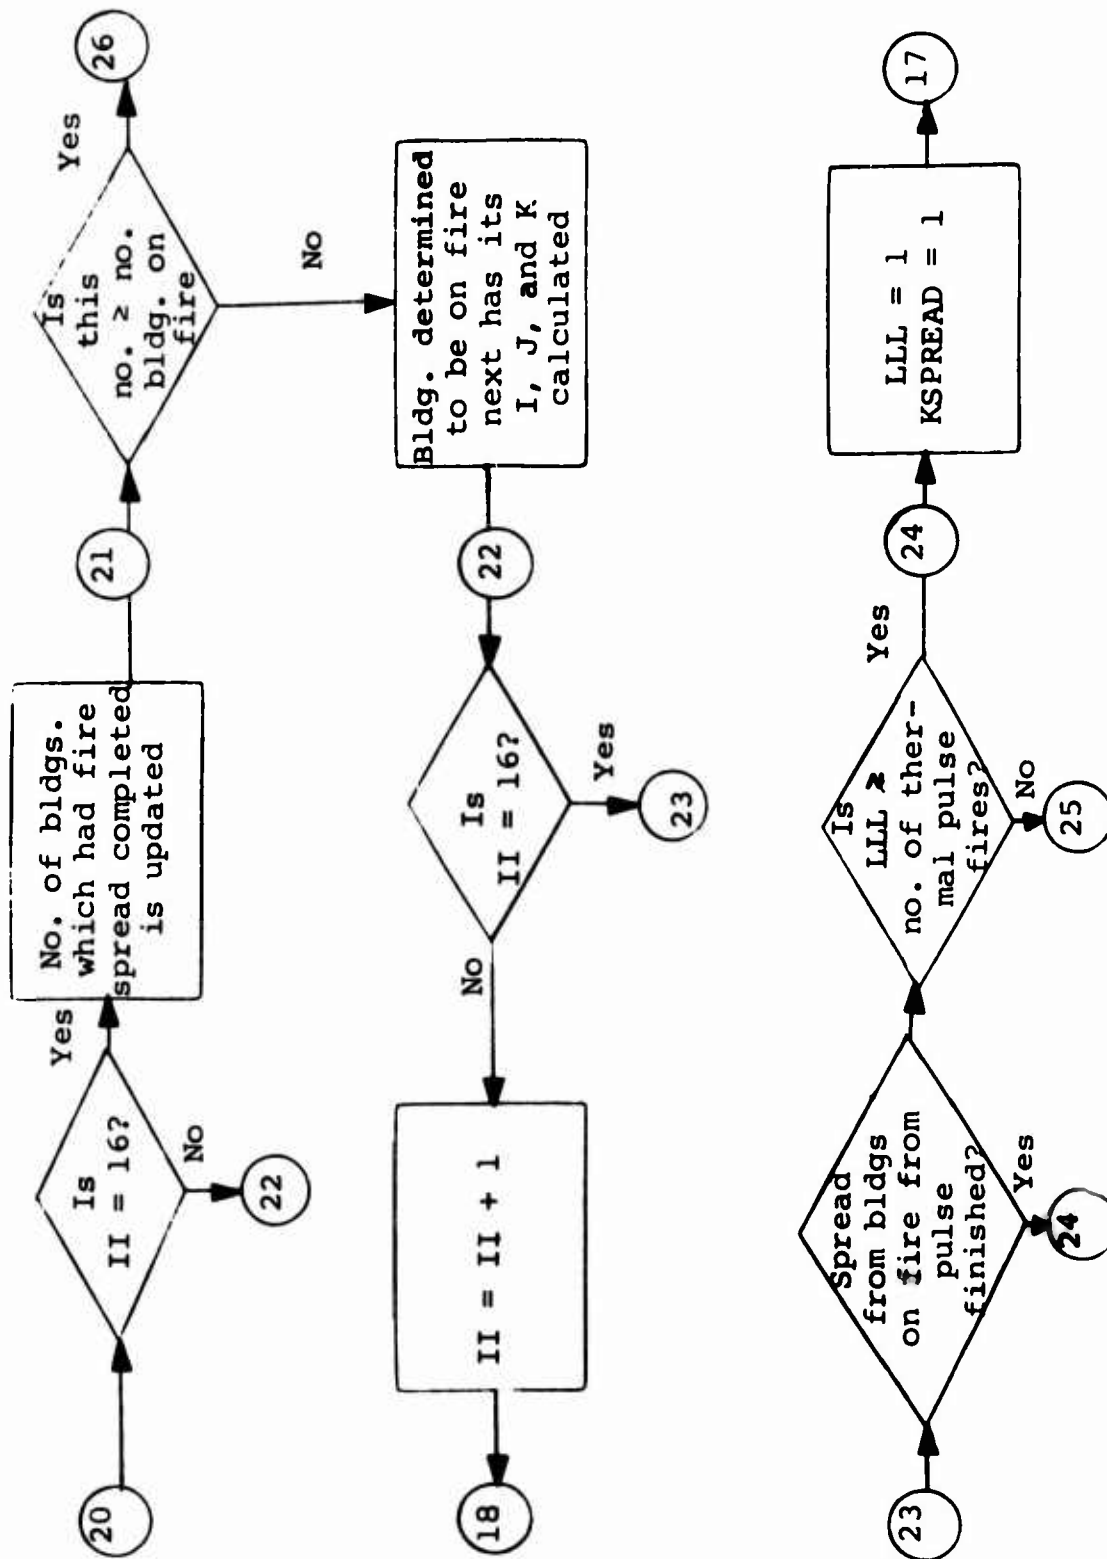 20
Is
II = 16?
Yes
No
22
No. of bldgs.
which had fire
spread completed
is updated
21
Is
this
no. ≥ no.
bldg. on
fire
Yes
26
No
Bldg. determined
to be on fire
next has its
I, J, and K
calculated
22
Is
II = 16?
Yes
23
No
II = II + 1
18
23
Spread
from bldgs
on fire from
pulse
finished?
Yes
24
Is
LLL ≥
no. of ther-
mal pulse
fires?
No
25
Yes
24
LLL = 1
KSPREAD = 1
17